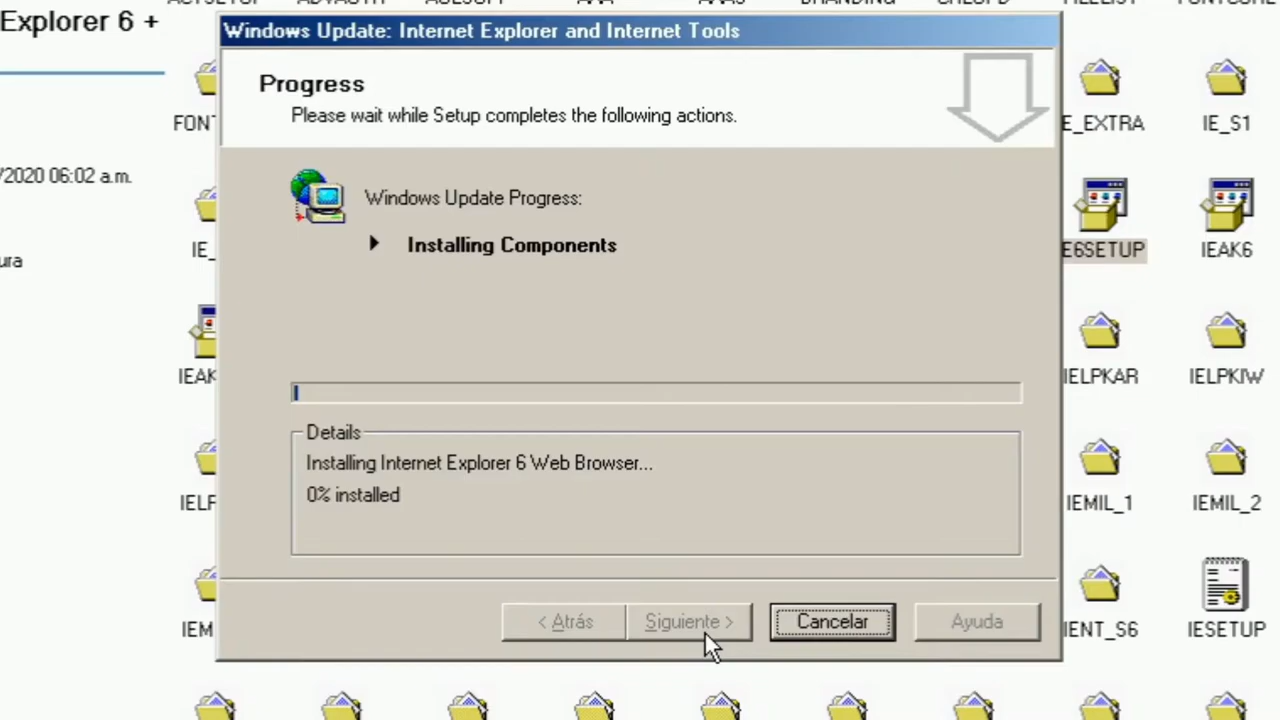 Explorer 6 +
Windows Update: Internet Explorer and Internet Tools
Progress
Please wait while Setup completes the following actions.
FONT
E_EXTRA
IE_S1
/2020 06:02 a.m.
Windows Update Progress:
Installing Components
IE_
E6SETUP
IEAK6
ura
IEAK
IELPKAR
IELPKIW
Details
Installing Internet Explorer 6 Web Browser...
0% installed
IELF
IEMIL_1
IEMIL_2
< Atrás
Siguiente >
Cancelar
Ayuda
IEM
IENT_S6
IESETUP